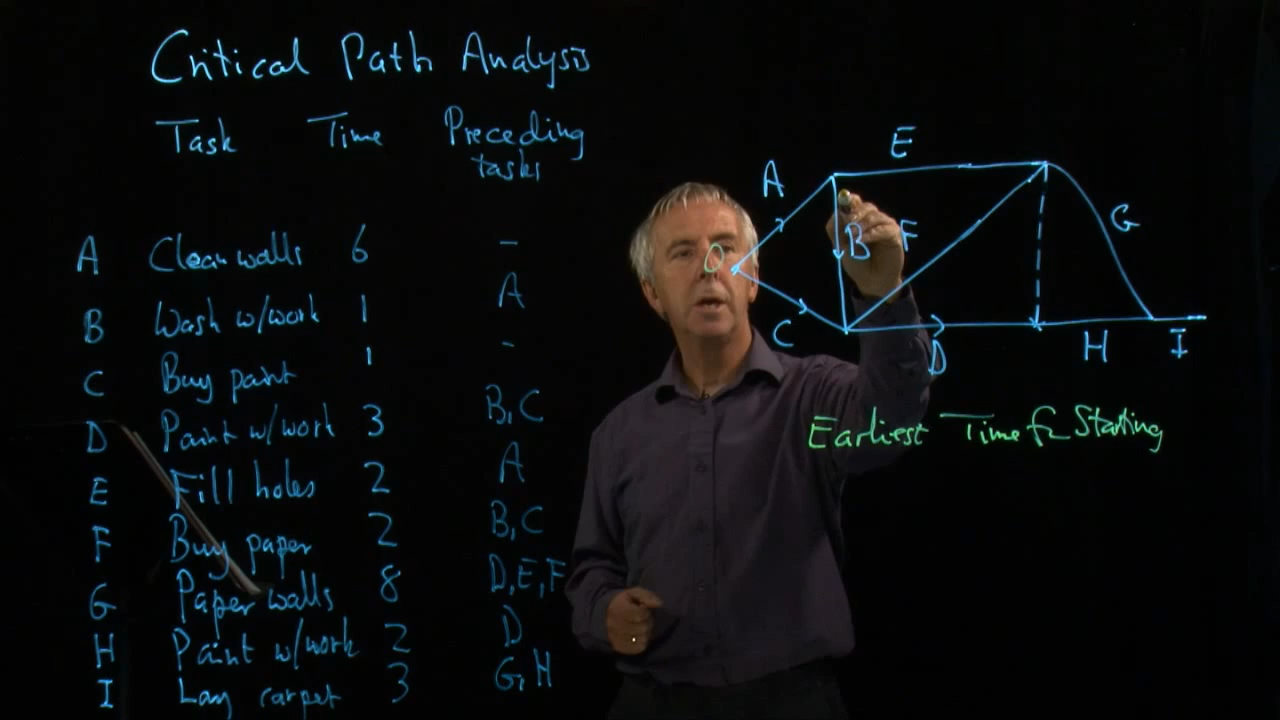 Critical Path Analysis
Task Time Preceding tasks
A Clean walls 6 -
B Wash w/work 1 A
C Buy paint 1 -
D Paint w/work 3 B,C
E Fill holes 2 A
F Buy paper 2 B,C
G Paper walls 8 D,E,F
H Paint w/work 2 D
I Lay carpet 3 G,H
E
A
G
B F
0
C
D
H I
Earliest Time for Starting